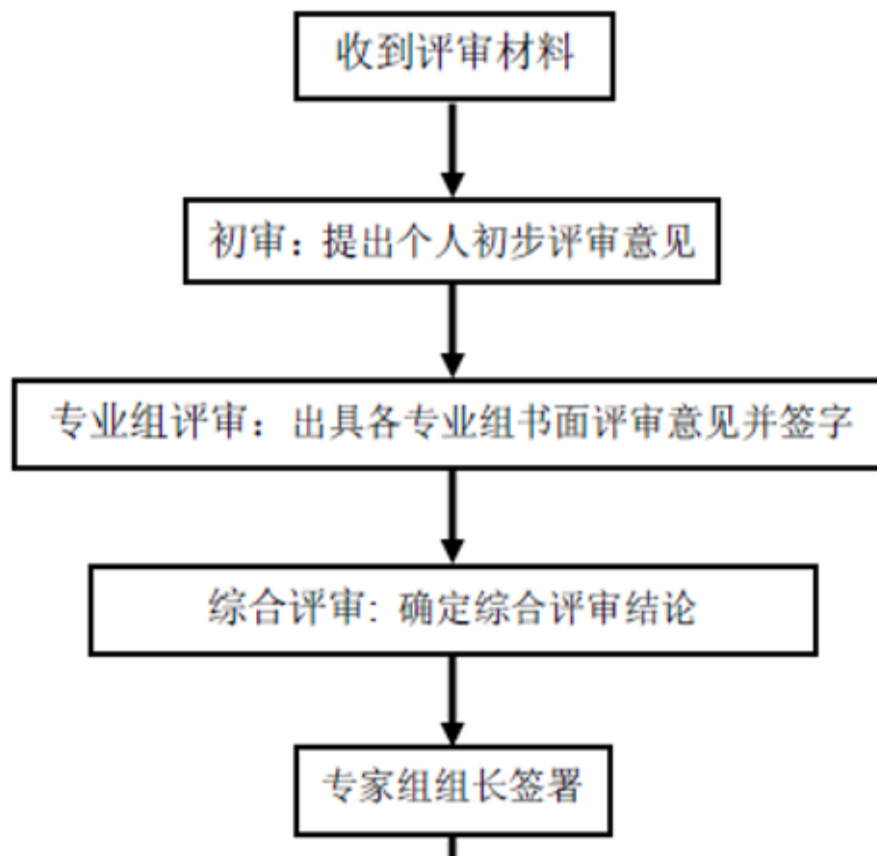 收到评审材料
初审：提出个人初步评审意见
专业组评审：出具各专业组书面评审意见并签字
综合评审：确定综合评审结论
专家组组长签署